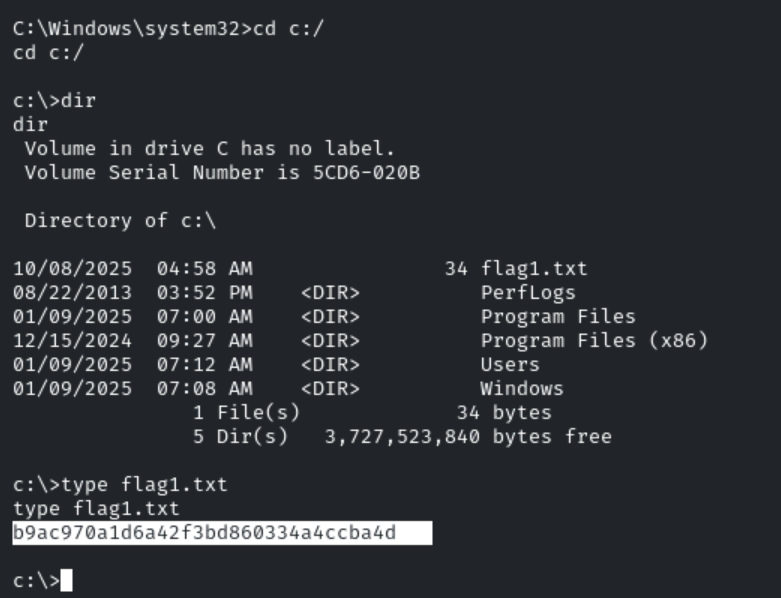 C:\Windows\system32>cd c:/
cd c:/
c:\>dir
dir
 Volume in drive C has no label.
 Volume Serial Number is 5CD6-020B
 Directory of c:\
10/08/2025  04:58 AM                34 flag1.txt
08/22/2013  03:52 PM    <DIR>          PerfLogs
01/09/2025  07:00 AM    <DIR>          Program Files
12/15/2024  09:27 AM    <DIR>          Program Files (x86)
01/09/2025  07:12 AM    <DIR>          Users
01/09/2025  07:08 AM    <DIR>          Windows
               1 File(s)             34 bytes
               5 Dir(s)   3,727,523,840 bytes free
c:\>type flag1.txt
type flag1.txt
b9ac970a1d6a42f3bd860334a4ccba4d
c:\>